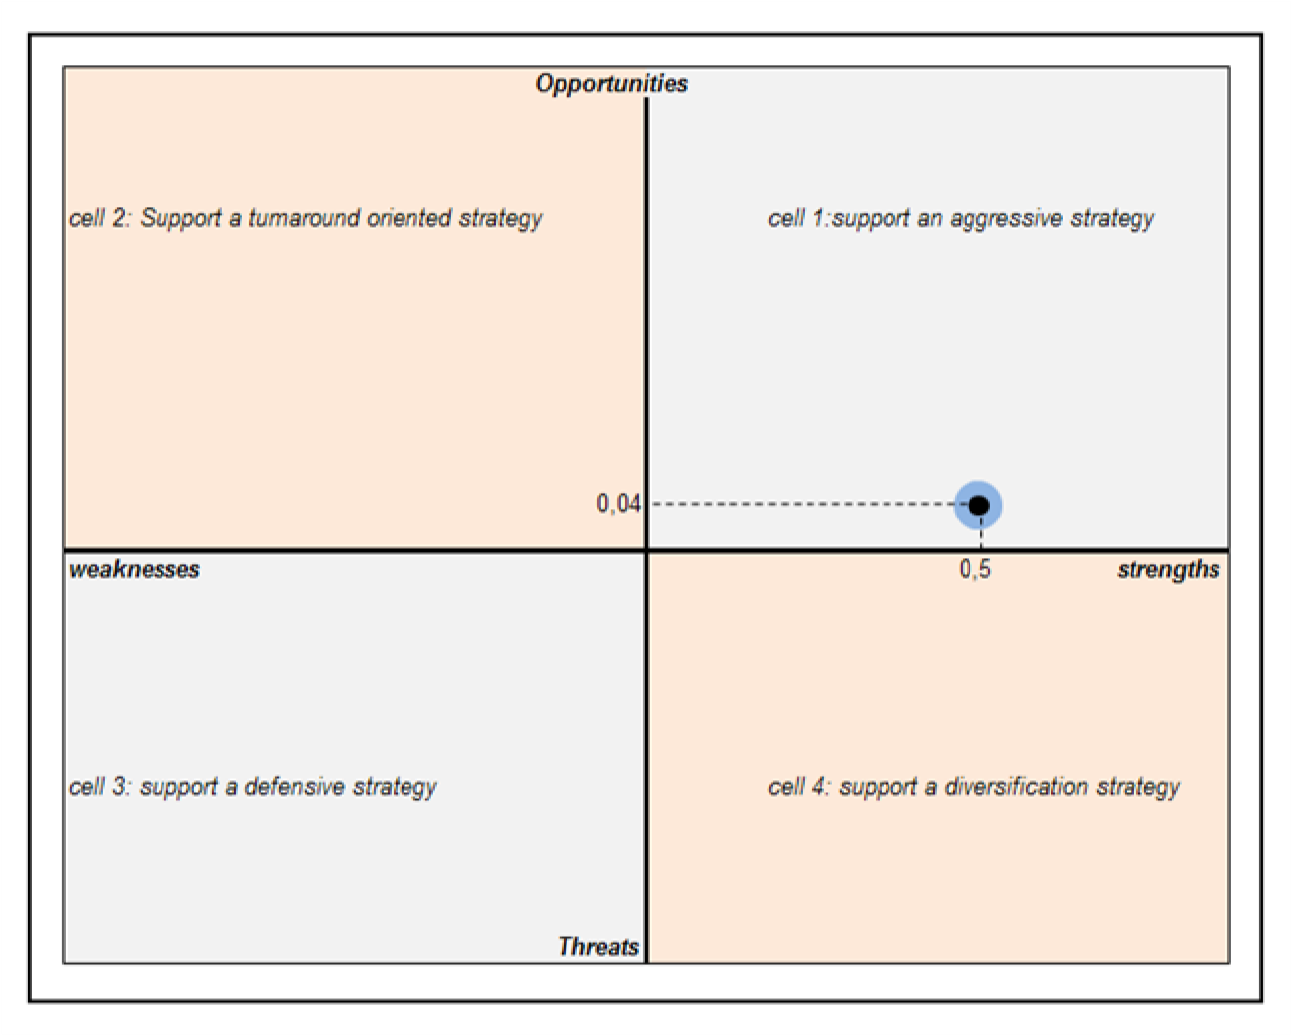 Opportunities
cell 2: Support a tumaround oriented strategy
cell 1:support an aggressive strategy
0,04
weaknesses
0,5
strengths
cell 3: support a defensive strategy
cell 4: support a diversification strategy
Threats